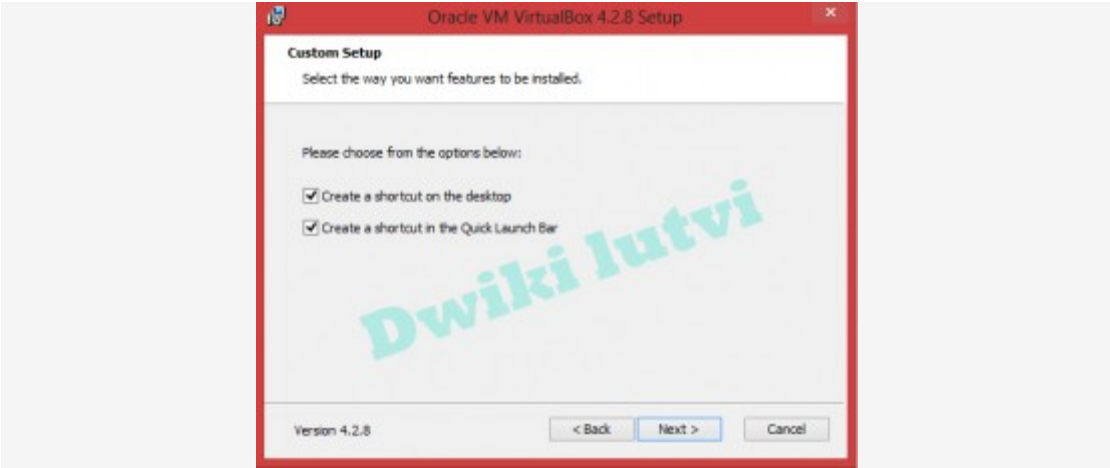 Oracle VM VirtualBox 4.2.8 Setup
Custom Setup
Select the way you want features to be installed.
Please choose from the options below:
Create a shortcut on the desktop
Create a shortcut in the Quick Launch Bar
Dwiki lutvi
Version 4.2.8
< Back Next > Cancel